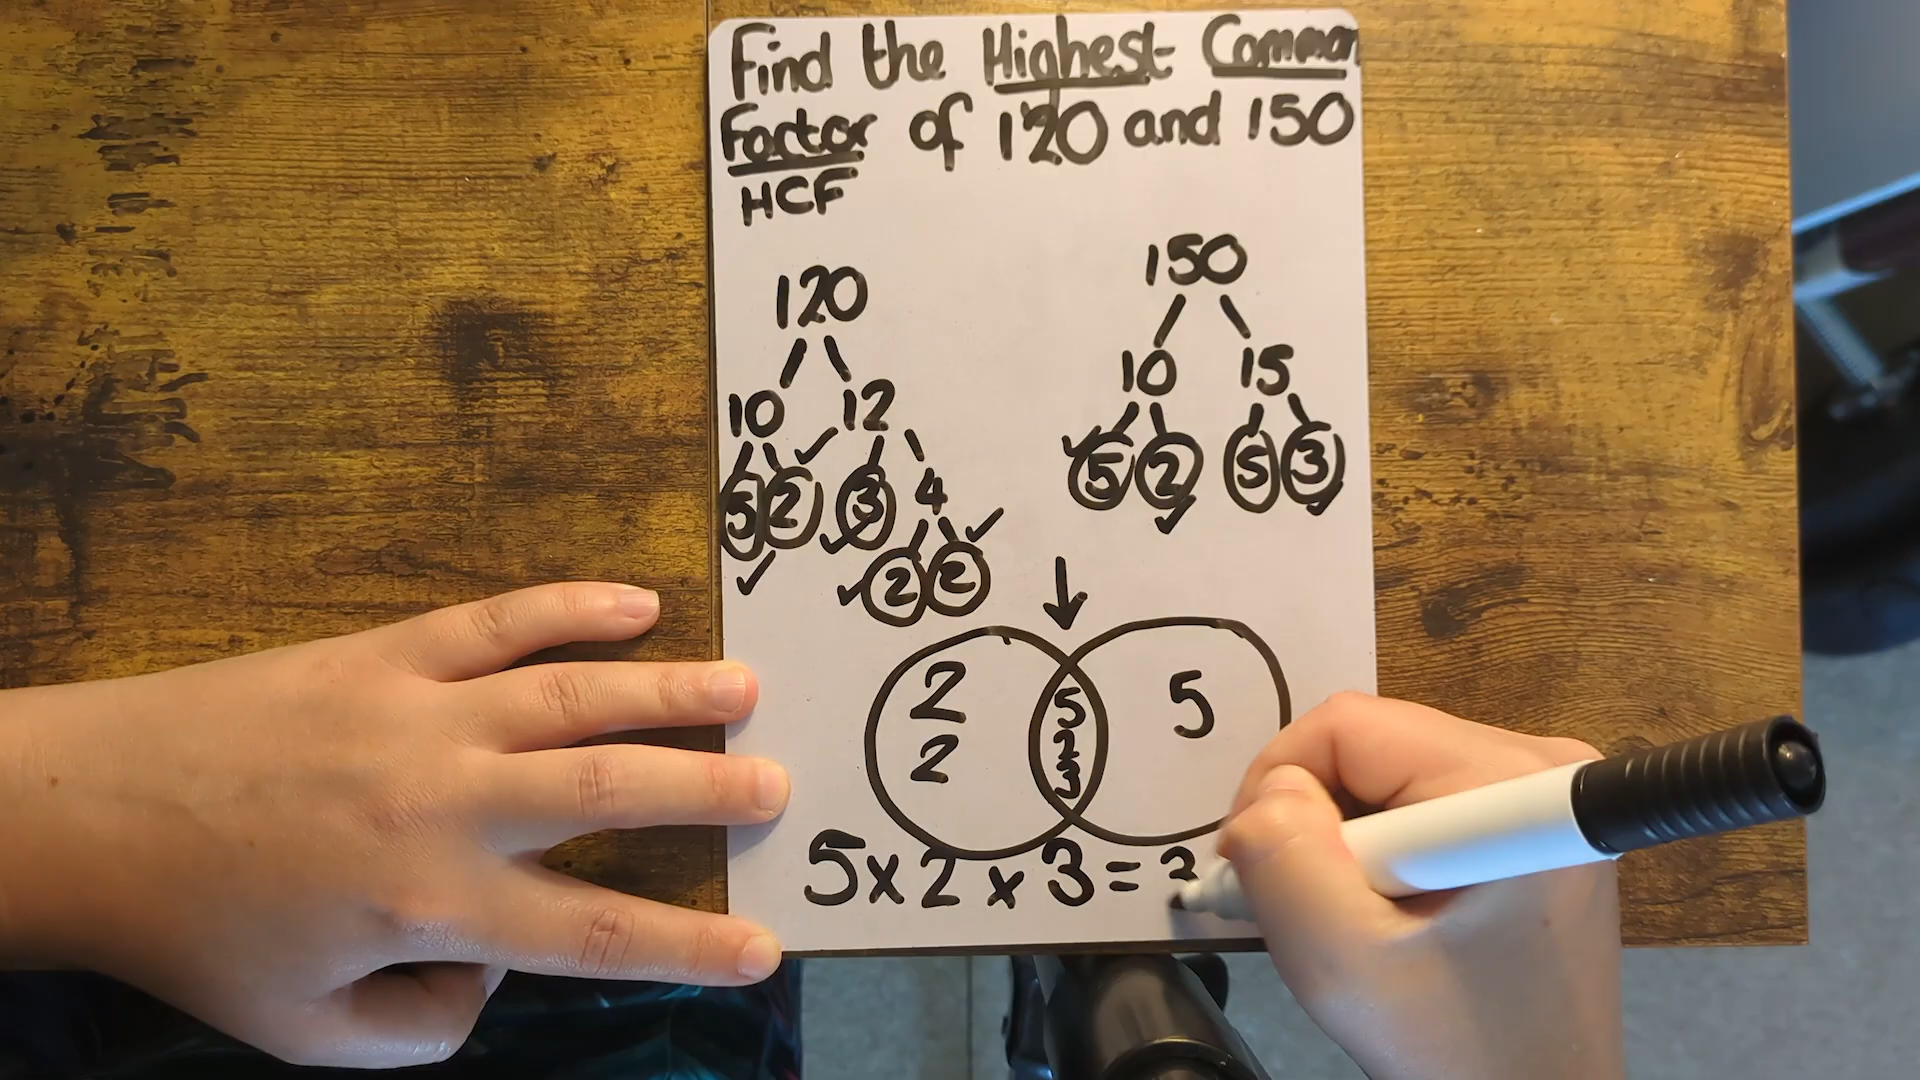 Find the Highest Common
Factor of 120 and 150
HCF
120
10 12
5 2 3 4
2 2
150
10 15
5 2 5 3
2
2
5
2
3
5
5x2x3=3